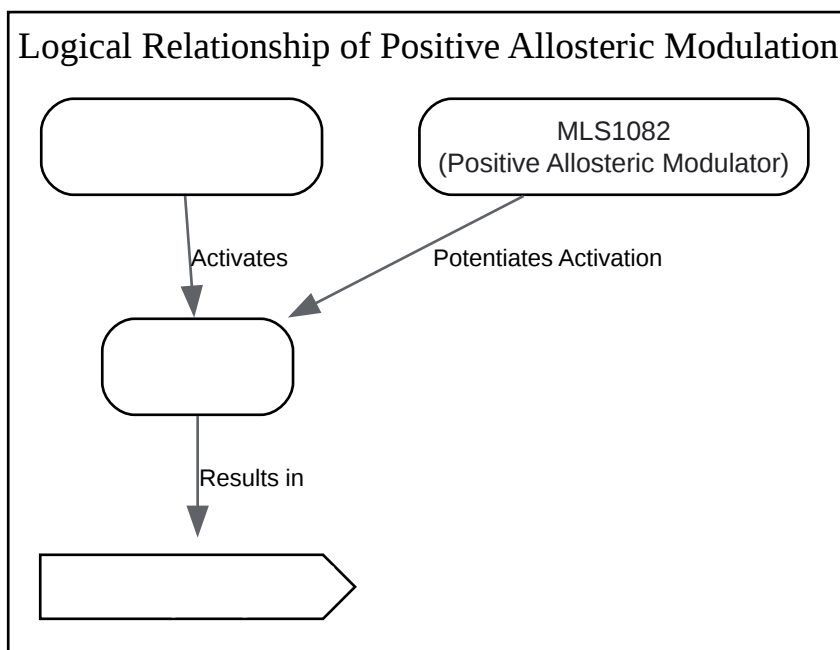 Logical Relationship of Positive Allosteric Modulation
MLS1082
(Positive Allosteric Modulator)
Activates
Potentiates Activation
Results in